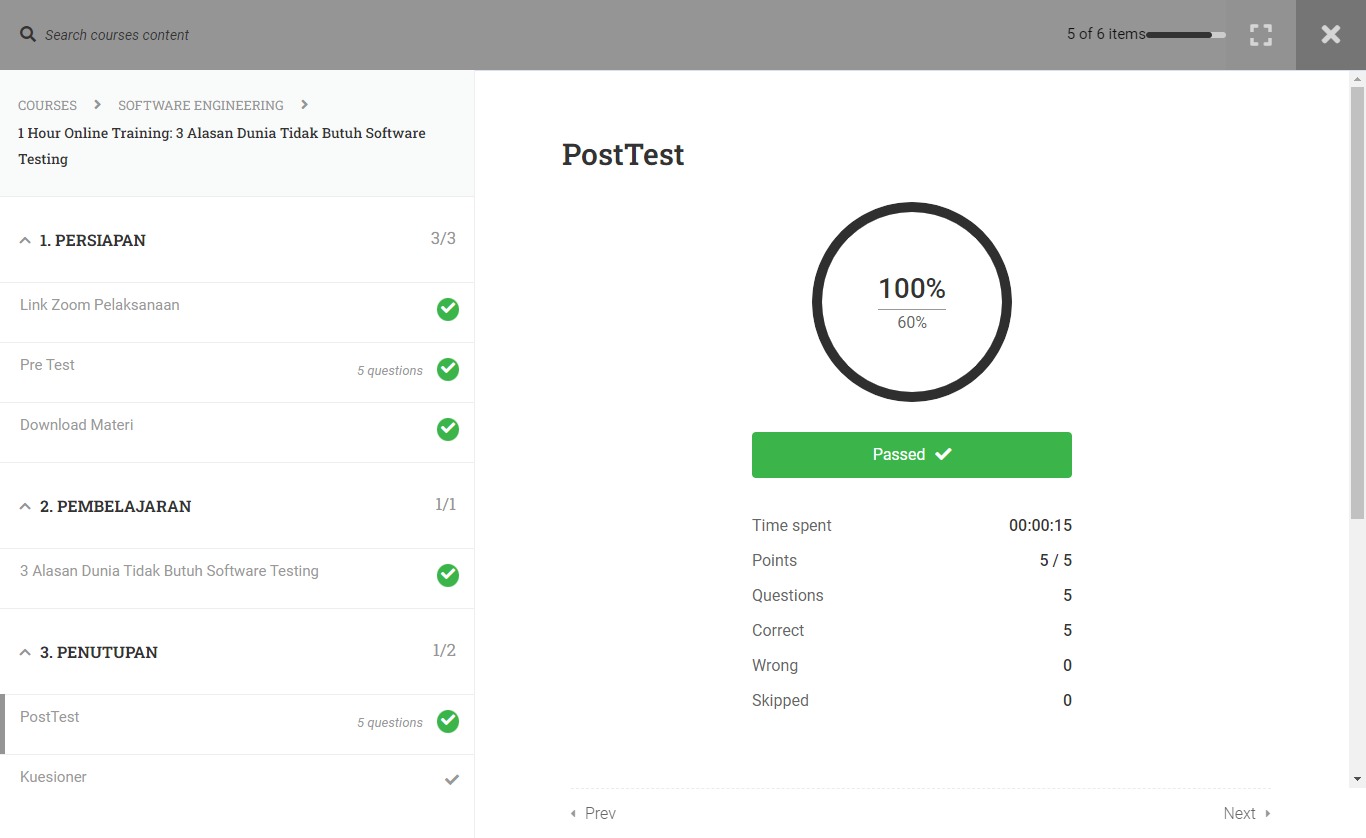 Search courses content
5 of 6 items
COURSES
SOFTWARE ENGINEERING
1 Hour Online Training: 3 Alasan Dunia Tidak Butuh Software
Testing
1. PERSIAPAN 3/3
Link Zoom Pelaksanaan
Pre Test 5 questions
Download Materi
2. PEMBELAJARAN 1/1
3 Alasan Dunia Tidak Butuh Software Testing
3. PENUTUPAN 1/2
PostTest 5 questions
Kuesioner
PostTest
100%
60%
Passed
Time spent 00:00:15
Points 5 / 5
Questions 5
Correct 5
Wrong 0
Skipped 0
Prev Next